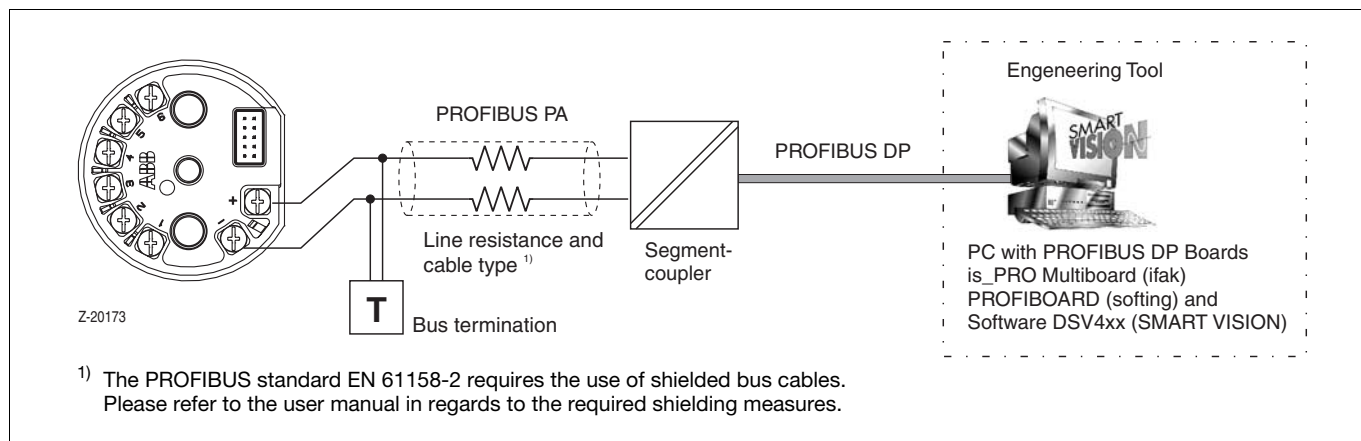 Engeneering Tool
SMART
VISION
PROFIBUS PA
PROFIBUS DP
6
5
4
3
2
1
ABB
+
-
Line resistance and
cable type 1)
Segment-
coupler
PC with PROFIBUS DP Boards
is_PRO Multiboard (ifak)
PROFIBOARD (softing) and
Software DSV4xx (SMART VISION)
T
Bus termination
Z-20173
1) The PROFIBUS standard EN 61158-2 requires the use of shielded bus cables.
Please refer to the user manual in regards to the required shielding measures.